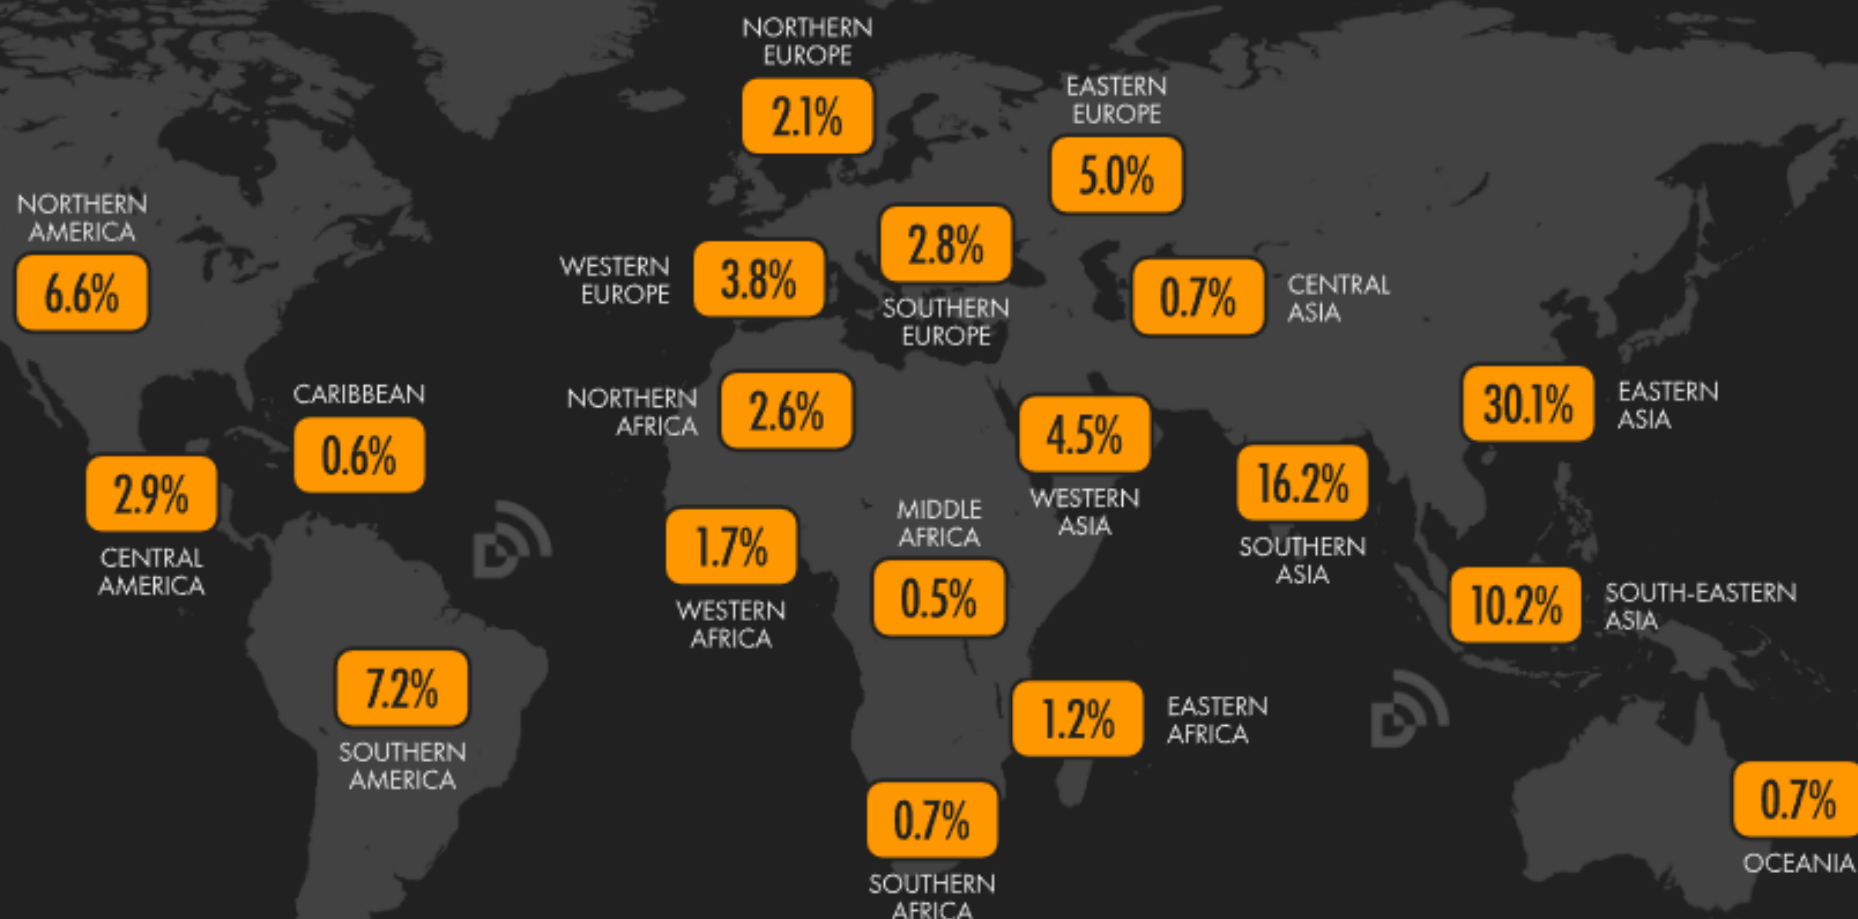 NORTHERN
EUROPE
2.1%
EASTERN
EUROPE
5.0%
NORTHERN
AMERICA
6.6%
WESTERN
EUROPE
3.8%
2.8%
SOUTHERN
EUROPE
0.7%
CENTRAL
ASIA
CARIBBEAN
0.6%
NORTHERN
AFRICA
2.6%
4.5%
WESTERN
ASIA
30.1%
EASTERN
ASIA
2.9%
CENTRAL
AMERICA
16.2%
SOUTHERN
ASIA
1.7%
WESTERN
AFRICA
MIDDLE
AFRICA
0.5%
10.2%
SOUTH-EASTERN
ASIA
7.2%
SOUTHERN
AMERICA
1.2%
EASTERN
AFRICA
0.7%
SOUTHERN
AFRICA
0.7%
OCEANIA